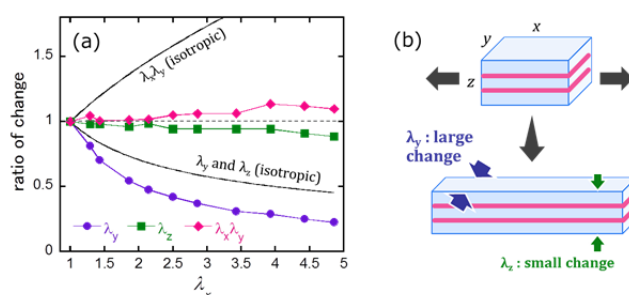 (a)
λxλy (isotropic)
λy and λz (isotropic)
λy
λz
λxλy
ratio of change
1.5
1
0.5
0
1
1.5
2
2.5
3
3.5
4
4.5
5
(b)
x
y
z
λy : large
change
λz : small change